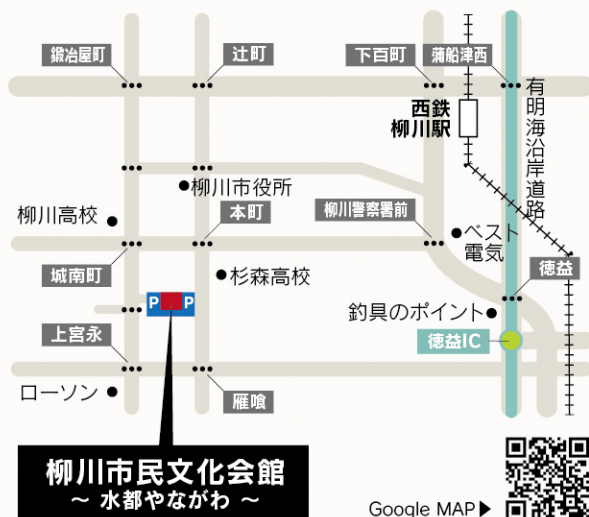 鍛冶屋町
辻町
下百町
蒲船津西
西鉄
柳川駅
有明海沿岸道路
柳川市役所
柳川高校
本町
柳川警察署前
ベスト
電気
城南町
杉森高校
徳益
P P
釣具のポイント
上宮永
徳益IC
ローソン
雁喰
柳川市民文化会館
～ 水都やながわ ～
Google MAP▶